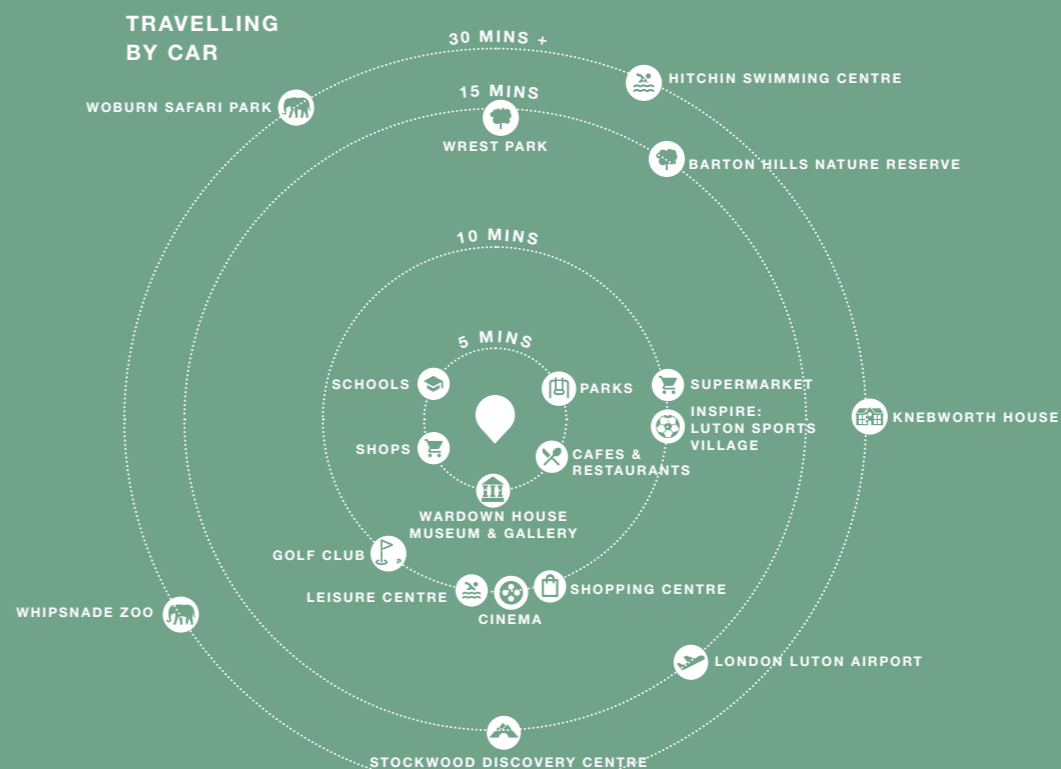 TRAVELLING
BY CAR
30 MINS +
HITCHIN SWIMMING CENTRE
WOBURN SAFARI PARK
15 MINS
WREST PARK
BARTON HILLS NATURE RESERVE
10 MINS
5 MINS
SCHOOLS
PARKS
SUPERMARKET
INSPIRE:
LUTON SPORTS
VILLAGE
KNEBWORTH HOUSE
SHOPS
CAFES &
RESTAURANTS
WARDOWN HOUSE
MUSEUM & GALLERY
GOLF CLUB
LEISURE CENTRE
SHOPPING CENTRE
CINEMA
WHIPSNADE ZOO
LONDON LUTON AIRPORT
STOCKWOOD DISCOVERY CENTRE